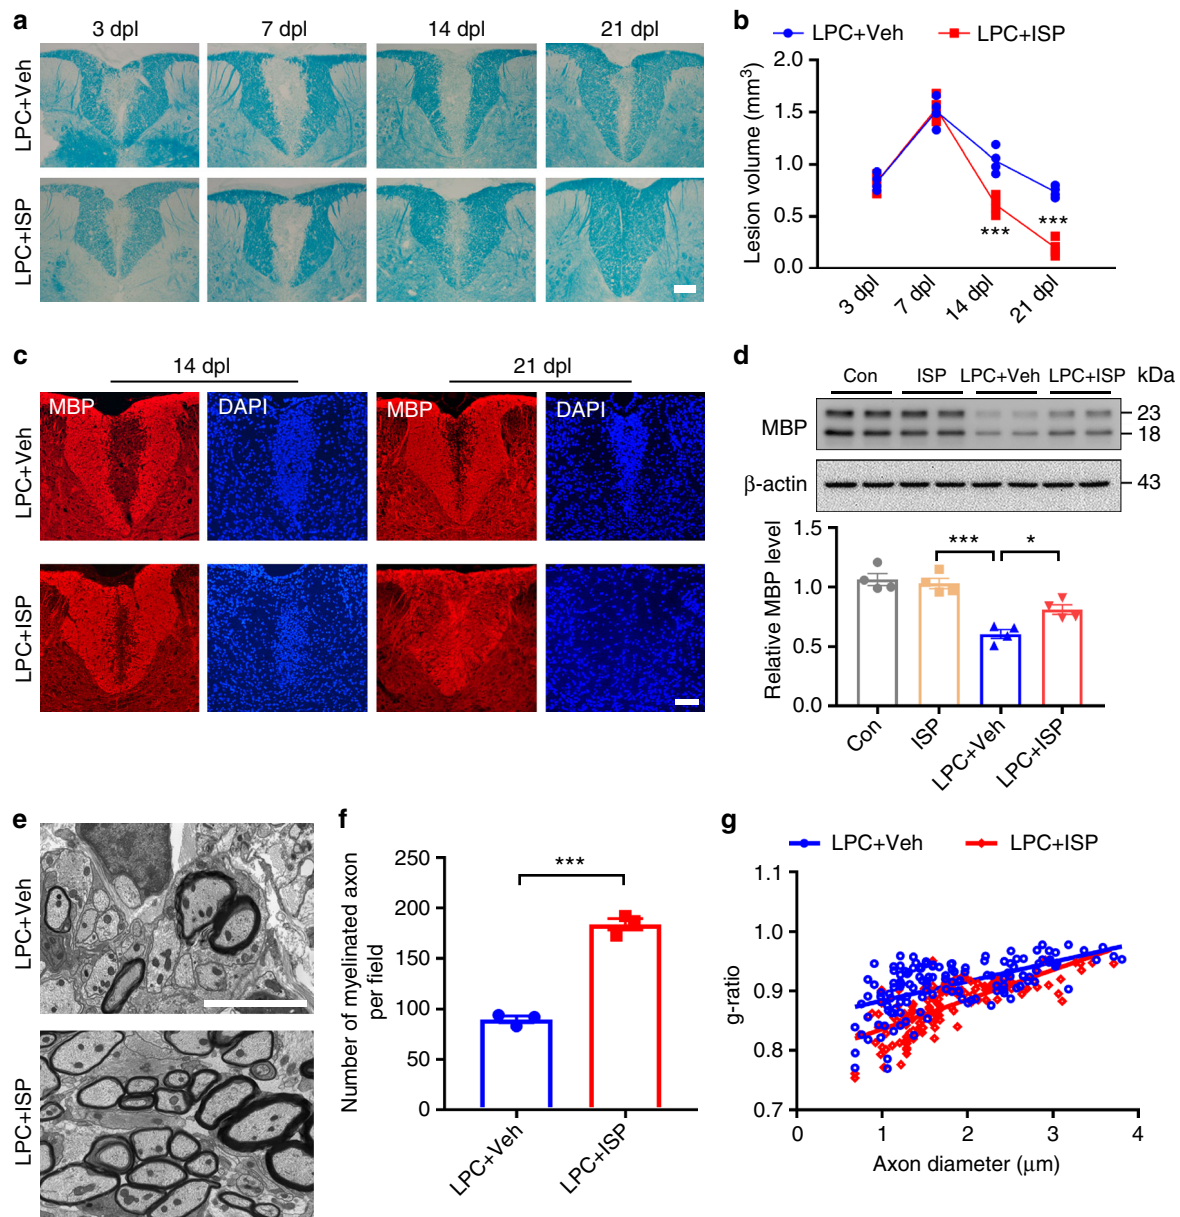 a
3 dpl 7 dpl 14 dpl 21 dpl
LPC+Veh
LPC+ISP
b
LPC+Veh LPC+ISP
Lesion volume (mm³)
2.0
1.5
1.0
0.5
0.0
***
***
3 dpl 7 dpl 14 dpl 21 dpl
c
14 dpl 21 dpl
MBP DAPI MBP DAPI
LPC+Veh
LPC+ISP
d
Con ISP LPC+Veh LPC+ISP kDa
MBP
23
18
β-actin
43
Relative MBP level
1.5
1.0
0.5
0.0
*** *
Con ISP LPC+Veh LPC+ISP
e
LPC+Veh
LPC+ISP
f
Number of myelinated axon
per field
250
200
150
100
50
0
***
LPC+Veh LPC+ISP
g
LPC+Veh LPC+ISP
g-ratio
1.1
1.0
0.9
0.8
0.7
0 1 2 3 4
Axon diameter (μm)